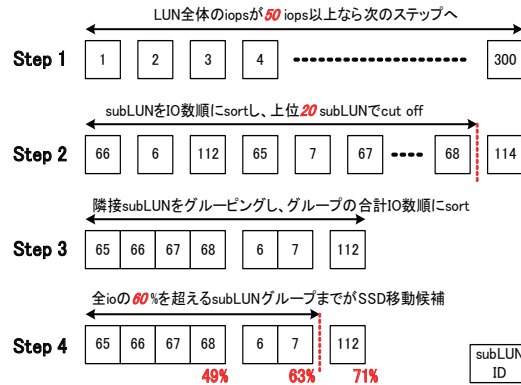 LUN全体のiopsが50 iops以上なら次のステップへ
Step 1 1 2 3 4 300
subLUNをIO数順にsortし、上位20 subLUNでcut off
Step 2 66 6 112 65 7 67 68 114
隣接subLUNをグルーピングし、グループの合計IO数順にsort
Step 3 65 66 67 68 6 7 112
全ioの60%を超えるsubLUNグループまでがSSD移動候補
Step 4 65 66 67 68 6 7 112
49% 63% 71%
subLUN
ID